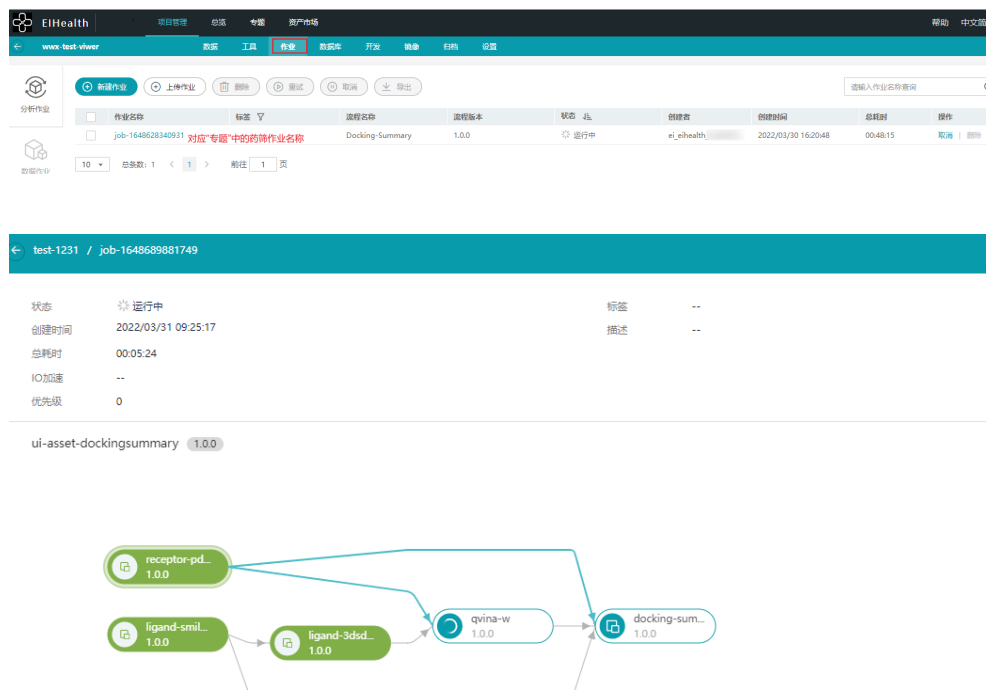 EIHealth 项目管理 总览 专题 资产市场 帮助 中文简
wwx-test-viwer 数据 工具 作业 数据库 开发 镜像 归档 设置
分析作业
数据作业
新建作业 上传作业 删除 重试 取消 导出 请输入作业名称查询
作业名称 标签 流程名称 流程版本 状态 创建者 创建时间 总耗时 操作
job-1648628340931 对应"专题"中的药筛作业名称 Docking-Summary 1.0.0 运行中 ei_eihealth_ 2022/03/30 16:20:48 00:48:15 取消 | 删除
10 总条数: 1 < 1 > 前往 1 页
test-1231 / job-1648689881749
状态 运行中 标签 --
创建时间 2022/03/31 09:25:17 描述 --
总耗时 00:05:24
IO加速 --
优先级 0
ui-asset-dockingsummary 1.0.0
receptor-pd...
1.0.0
ligand-smil...
1.0.0
ligand-3dsd...
1.0.0
qvina-w
1.0.0
docking-sum...
1.0.0